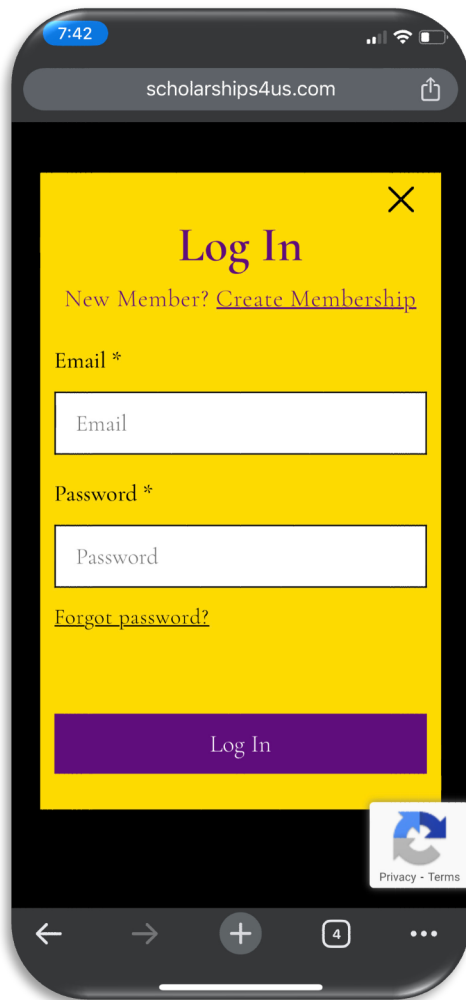 7:42
scholarships4us.com
Log In
New Member? Create Membership
Email *
Email
Password *
Password
Forgot password?
Log In
Privacy - Terms
4